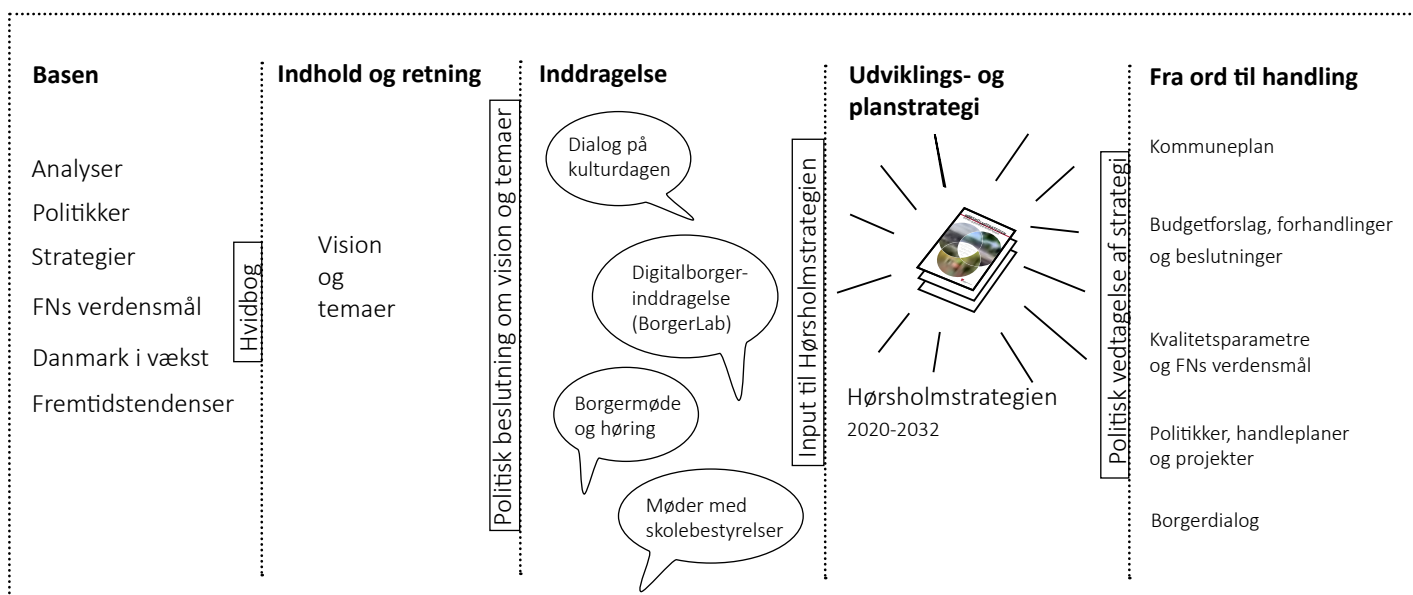 Basen
Analyser
Politikker
Strategier
FNs verdensmål
Danmark i vækst
Fremtidstendenser
Hvidbog
Indhold og retning
Vision
og
temaer
Politisk beslutning om vision og temaer
Inddragelse
Dialog på
kulturdagen
Digitalborger-
inddragelse
(BorgerLab)
Borgermøde
og høring
Møder med
skolebestyrelser
Input til Hørsholmstrategien
Udviklings- og
planstrategi
Hørsholmstrategien
2020-2032
Politisk vedtagelse af strategi
Fra ord til handling
Kommuneplan
Budgetforslag, forhandlinger
og beslutninger
Kvalitetsparametre
og FNs verdensmål
Politikker, handleplaner
og projekter
Borgerdialog